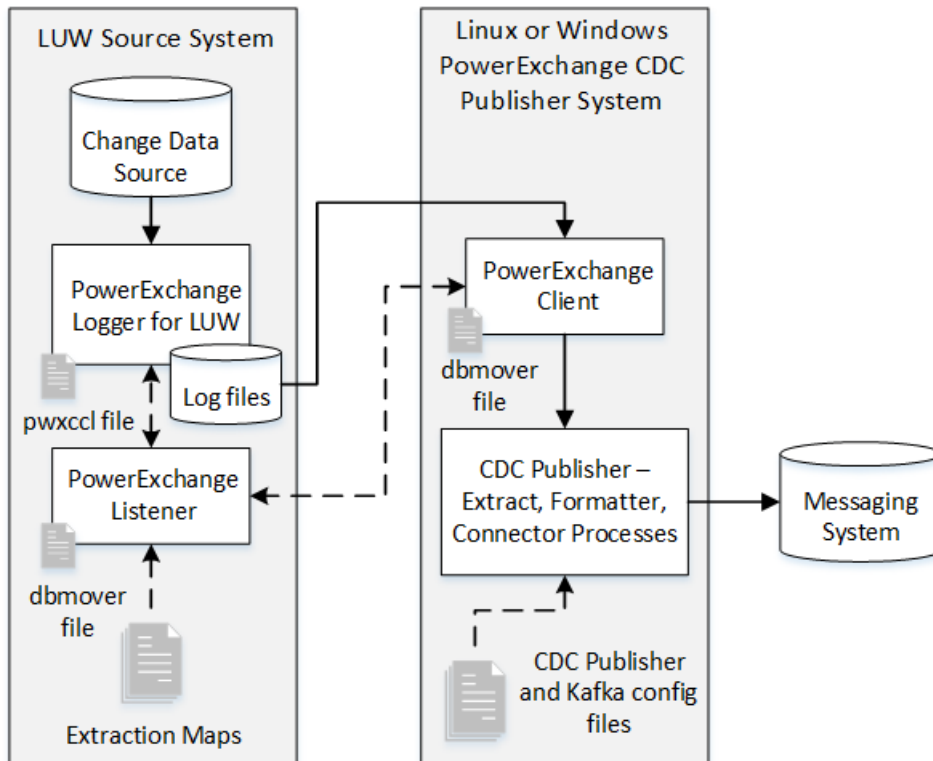 LUW Source System
Change Data
Source
PowerExchange
Logger for LUW
Log files
pwxccl file
PowerExchange
Listener
dbmover
file
Extraction Maps
Linux or Windows
PowerExchange CDC
Publisher System
PowerExchange
Client
dbmover
file
CDC Publisher –
Extract, Formatter,
Connector Processes
CDC Publisher
and Kafka config
files
Messaging
System